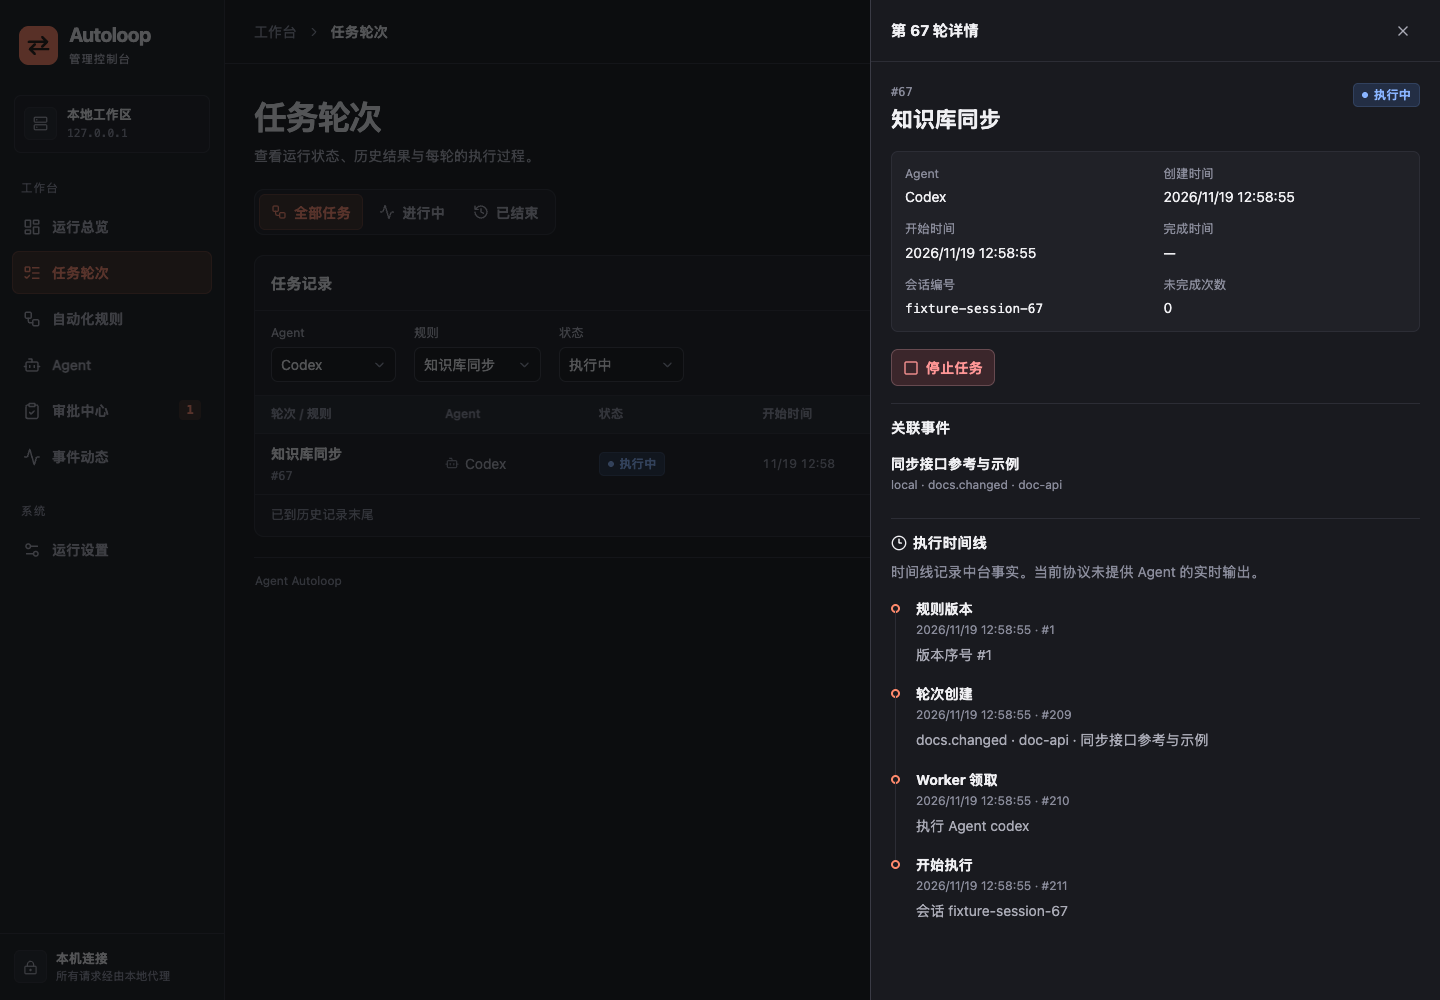 Autoloop
管理控制台
本地工作区
127.0.0.1
工作台
运行总览
任务轮次
自动化规则
Agent
审批中心
1
事件动态
系统
运行设置
本机连接
所有请求经由本地代理
工作台 > 任务轮次
任务轮次
查看运行状态、历史结果与每轮的执行过程。
全部任务 进行中 已结束
任务记录
Agent 规则 状态
Codex 知识库同步 执行中
轮次 / 规则 Agent 状态 开始时间
知识库同步
#67
Codex 执行中 11/19 12:58
已到历史记录末尾
Agent Autoloop
第 67 轮详情
#67
执行中
知识库同步
Agent 创建时间
Codex 2026/11/19 12:58:55
开始时间 完成时间
2026/11/19 12:58:55 —
会话编号 未完成次数
fixture-session-67 0
停止任务
关联事件
同步接口参考与示例
local · docs.changed · doc-api
执行时间线
时间线记录中台事实。当前协议未提供 Agent 的实时输出。
规则版本
2026/11/19 12:58:55 · #1
版本序号 #1
轮次创建
2026/11/19 12:58:55 · #209
docs.changed · doc-api · 同步接口参考与示例
Worker 领取
2026/11/19 12:58:55 · #210
执行 Agent codex
开始执行
2026/11/19 12:58:55 · #211
会话 fixture-session-67